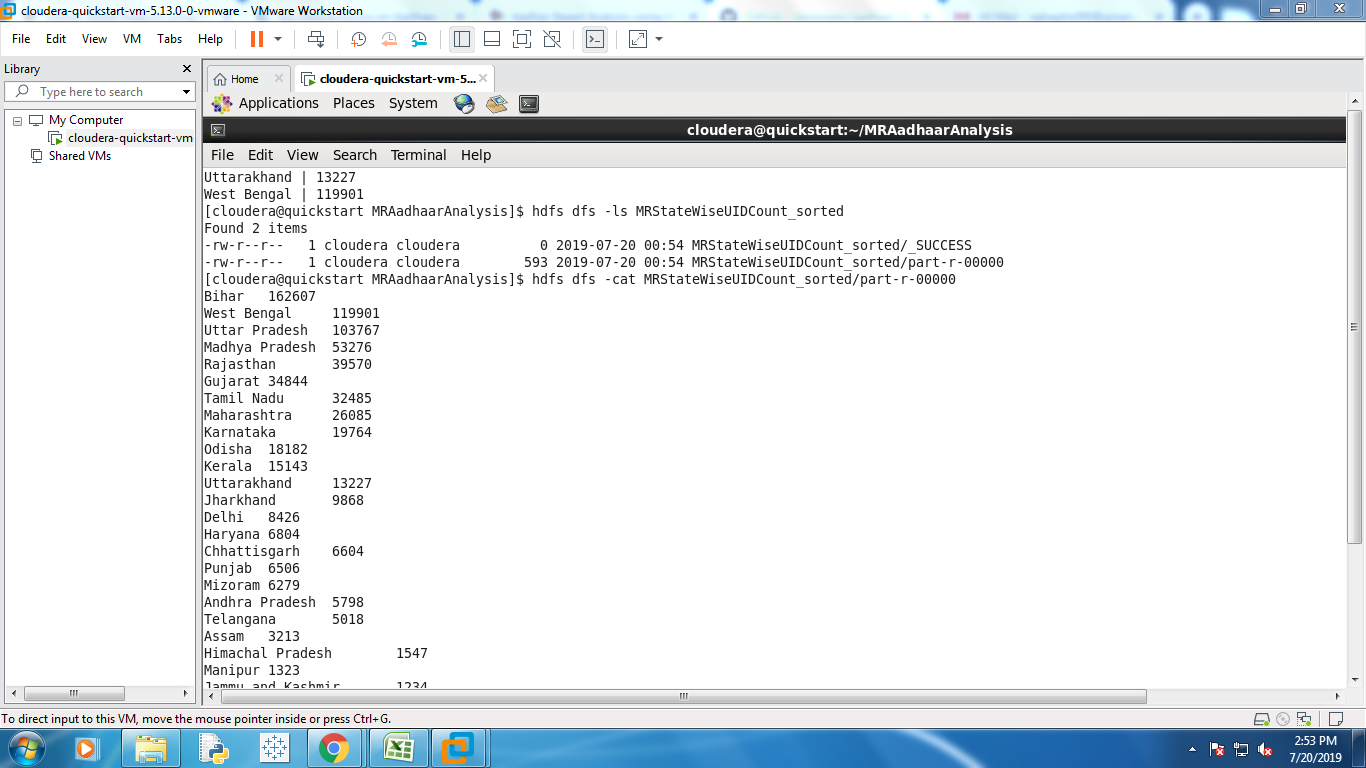 cloudera-quickstart-vm-5.13.0-0-vmware - VMware Workstation
File Edit View VM Tabs Help
Library
Type here to search
My Computer
cloudera-quickstart-vm
Shared VMs
Home
cloudera-quickstart-vm-5...
Applications Places System
cloudera@quickstart:~/MRAadhaarAnalysis
File Edit View Search Terminal Help
Uttarakhand | 13227
West Bengal | 119901
[cloudera@quickstart MRAadhaarAnalysis]$ hdfs dfs -ls MRStateWiseUIDCount_sorted
Found 2 items
-rw-r--r-- 1 cloudera cloudera 0 2019-07-20 00:54 MRStateWiseUIDCount_sorted/_SUCCESS
-rw-r--r-- 1 cloudera cloudera 593 2019-07-20 00:54 MRStateWiseUIDCount_sorted/part-r-00000
[cloudera@quickstart MRAadhaarAnalysis]$ hdfs dfs -cat MRStateWiseUIDCount_sorted/part-r-00000
Bihar 162607
West Bengal 119901
Uttar Pradesh 103767
Madhya Pradesh 53276
Rajasthan 39570
Gujarat 34844
Tamil Nadu 32485
Maharashtra 26085
Karnataka 19764
Odisha 18182
Kerala 15143
Uttarakhand 13227
Jharkhand 9868
Delhi 8426
Haryana 6804
Chhattisgarh 6604
Punjab 6506
Mizoram 6279
Andhra Pradesh 5798
Telangana 5018
Assam 3213
Himachal Pradesh 1547
Manipur 1323
Jammu and Kashmir 1234
To direct input to this VM, move the mouse pointer inside or press Ctrl+G.
2:53 PM
7/20/2019